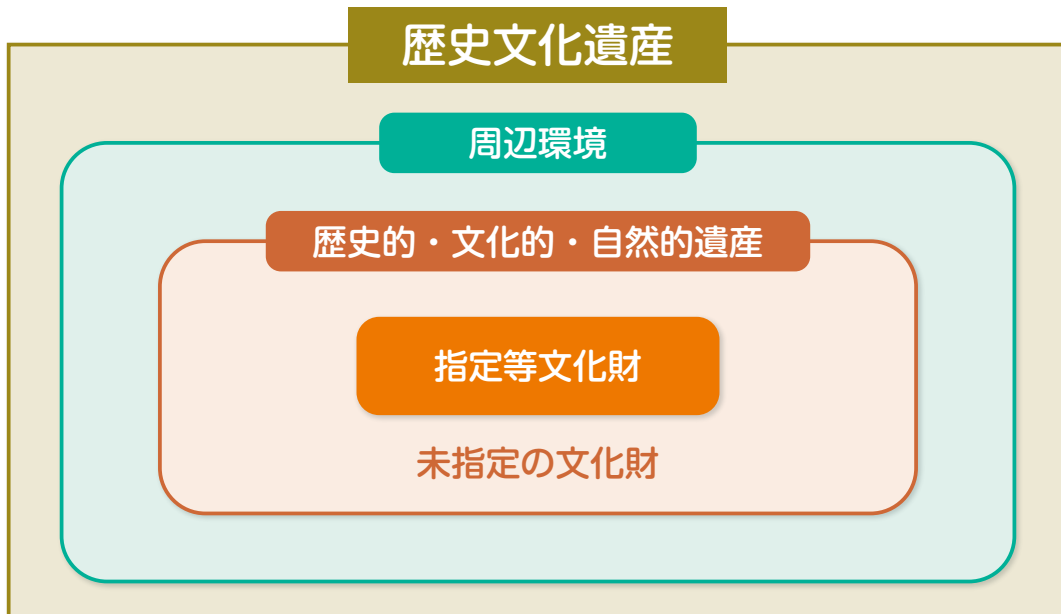 歴史文化遺産
周辺環境
歴史的・文化的・自然的遺産
指定等文化財
未指定の文化財